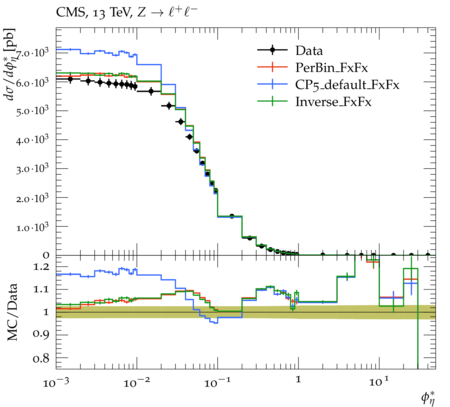 CMS, 13 TeV, Z → ℓ⁺ℓ⁻
dσ/dϕ*η [pb]
7.0·10³
6.0·10³
5.0·10³
4.0·10³
3.0·10³
2.0·10³
1.0·10³
0
Data
PerBin_FxFx
CP5_default_FxFx
Inverse_FxFx
MC/Data
1.2
1.1
1
0.9
0.8
10⁻³ 10⁻² 10⁻¹ 1 10¹
ϕ*η